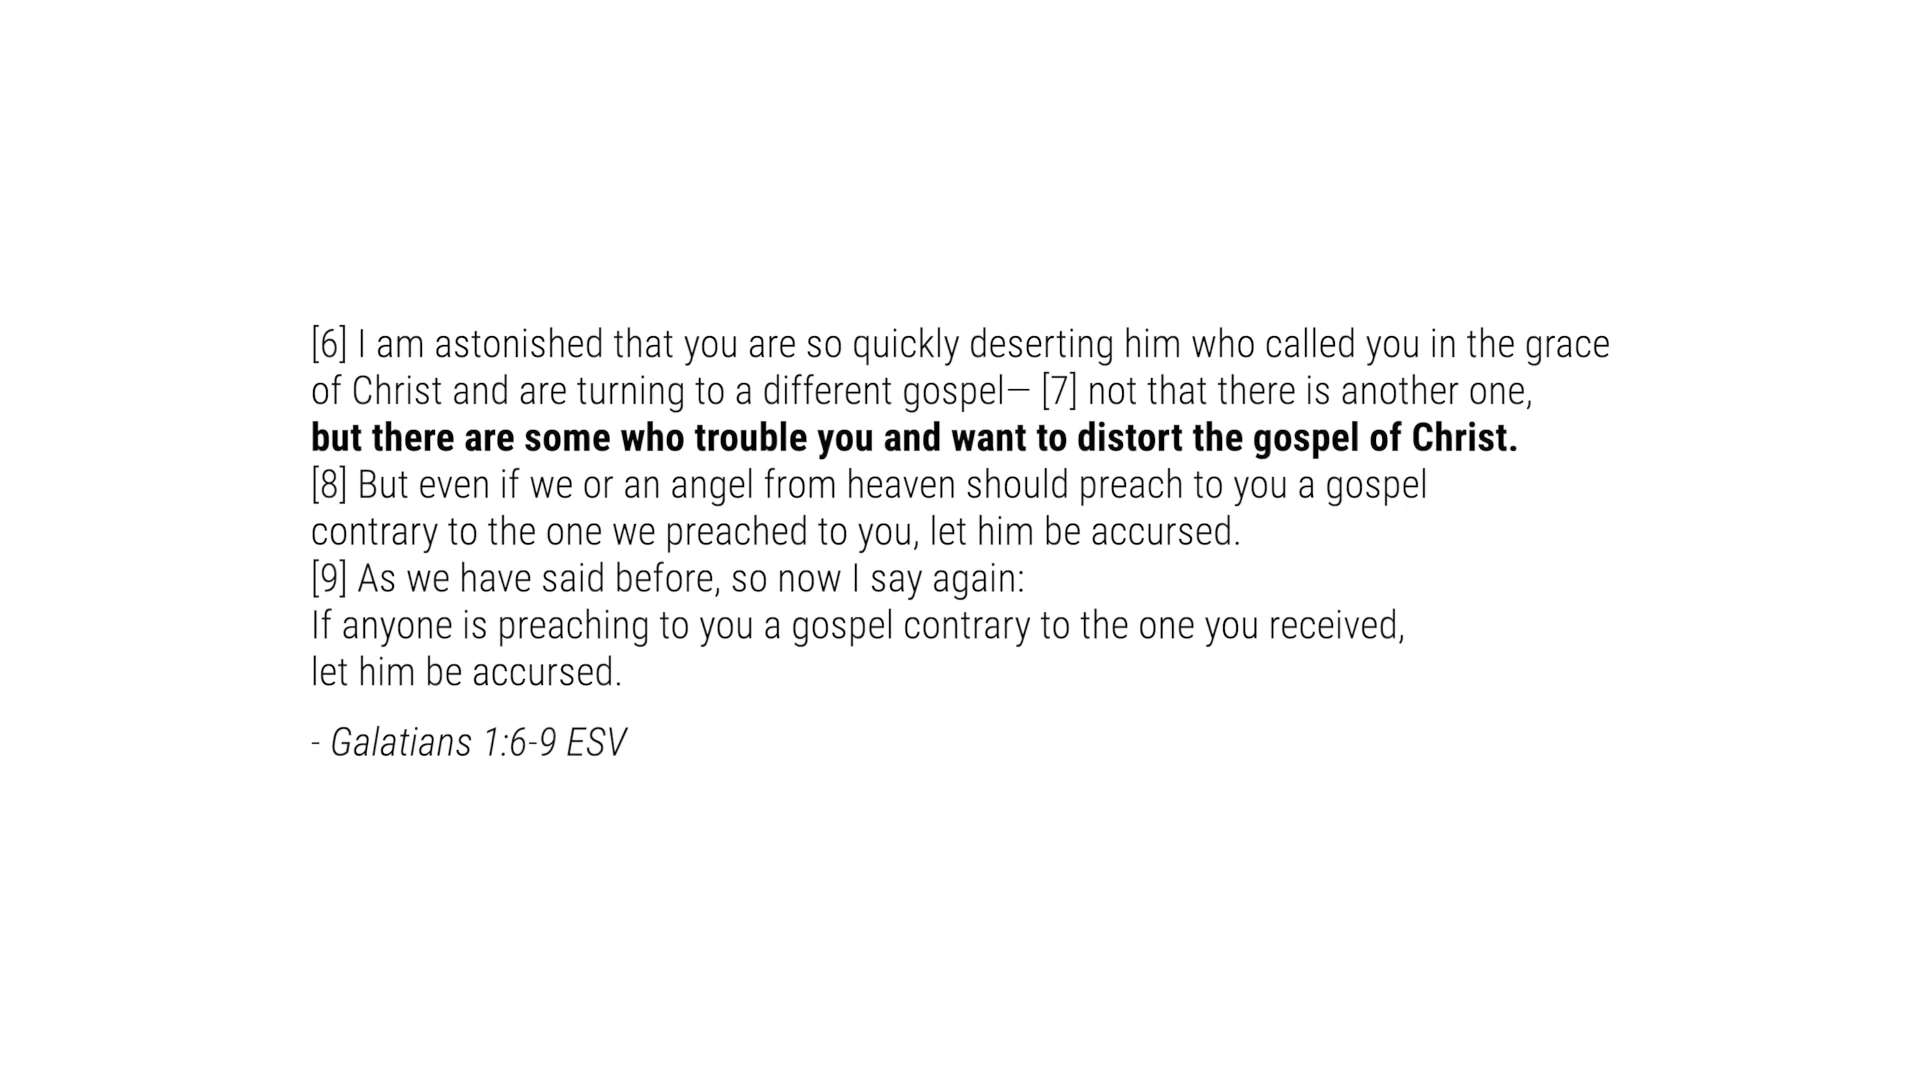 [6] I am astonished that you are so quickly deserting him who called you in the grace
of Christ and are turning to a different gospel— [7] not that there is another one,
but there are some who trouble you and want to distort the gospel of Christ.
[8] But even if we or an angel from heaven should preach to you a gospel
contrary to the one we preached to you, let him be accursed.
[9] As we have said before, so now I say again:
If anyone is preaching to you a gospel contrary to the one you received,
let him be accursed.
- Galatians 1:6-9 ESV